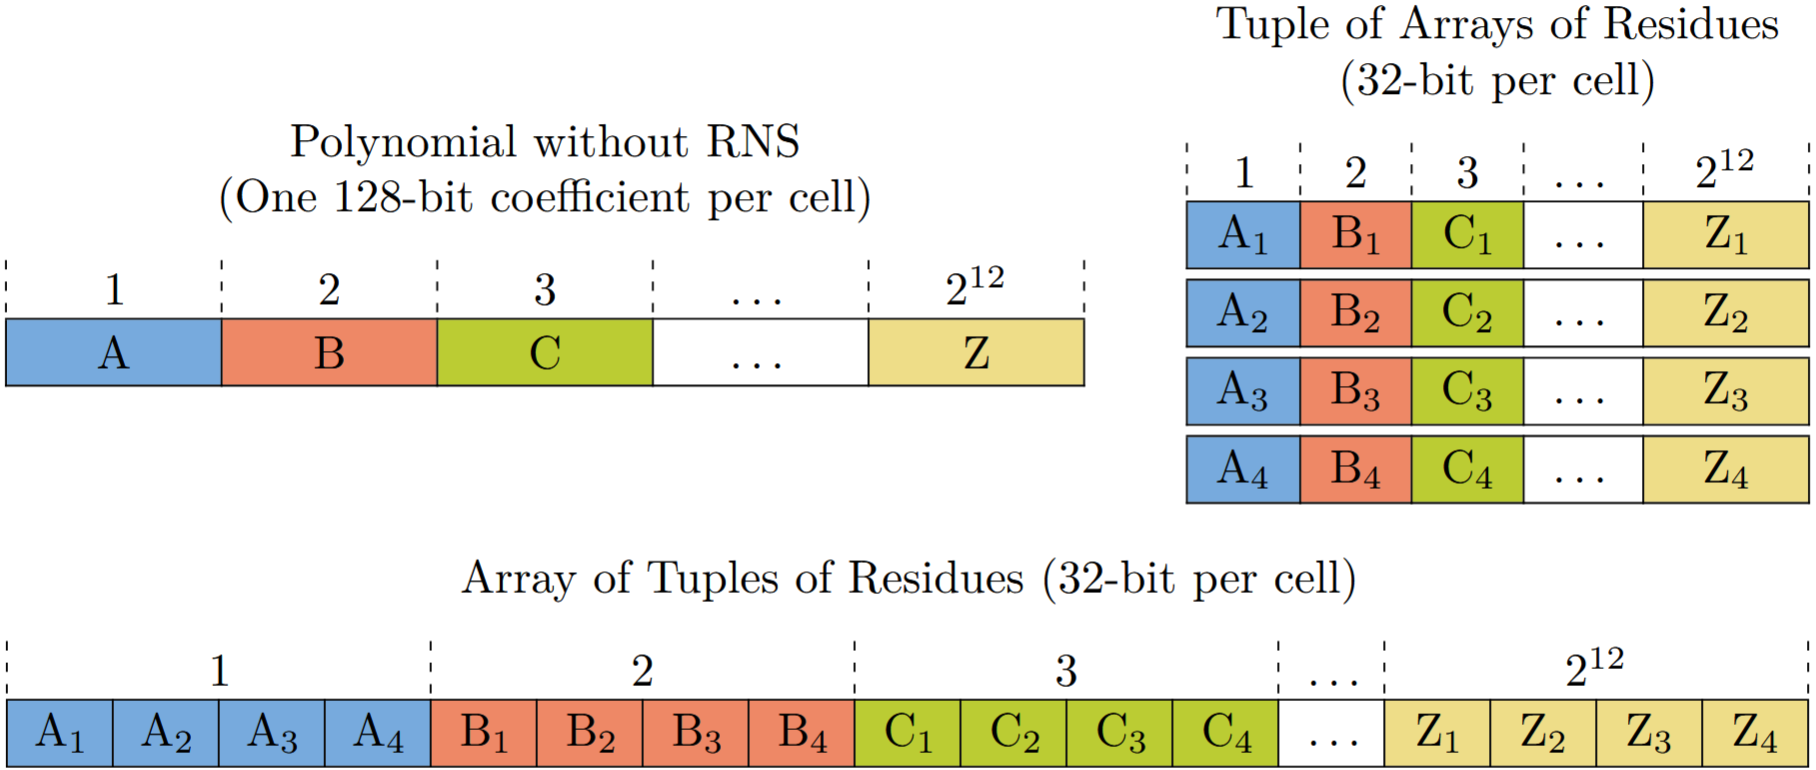 Polynomial without RNS
(One 128-bit coefficient per cell)
1 2 3 ... 2¹²
A B C ... Z
Tuple of Arrays of Residues
(32-bit per cell)
1 2 3 ... 2¹²
A₁ B₁ C₁ ... Z₁
A₂ B₂ C₂ ... Z₂
A₃ B₃ C₃ ... Z₃
A₄ B₄ C₄ ... Z₄
Array of Tuples of Residues (32-bit per cell)
1 2 3 ... 2¹²
A₁ A₂ A₃ A₄ B₁ B₂ B₃ B₄ C₁ C₂ C₃ C₄ ... Z₁ Z₂ Z₃ Z₄